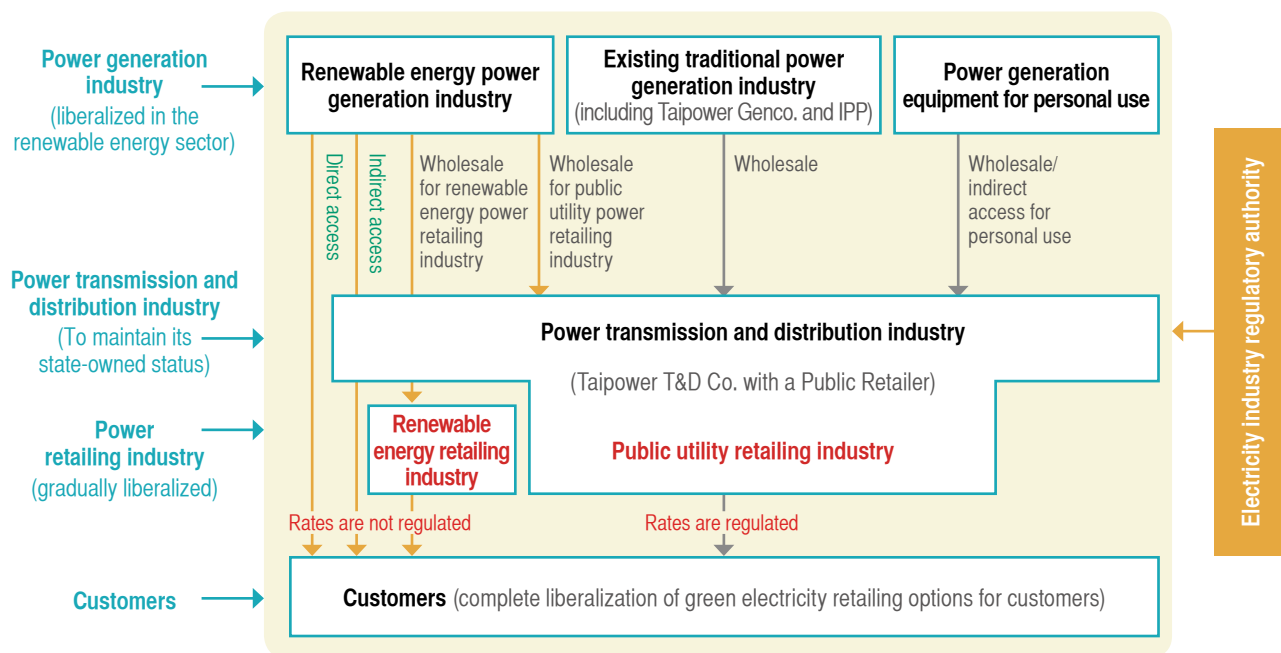 Power generation
industry
(liberalized in the
renewable energy sector)
Renewable energy power
generation industry
Existing traditional power
generation industry
(including Taipower Genco. and IPP)
Power generation
equipment for personal use
Direct access
Indirect access
Wholesale
for renewable
energy power
retailing
industry
Wholesale
for public
utility power
retailing
industry
Wholesale
Wholesale/
indirect
access for
personal use
Electricity industry regulatory authority
Power transmission and
distribution industry
(To maintain its
state-owned status)
Power transmission and distribution industry
(Taipower T&D Co. with a Public Retailer)
Power
retailing industry
(gradually liberalized)
Renewable
energy retailing
industry
Public utility retailing industry
Rates are not regulated
Rates are regulated
Customers
Customers (complete liberalization of green electricity retailing options for customers)